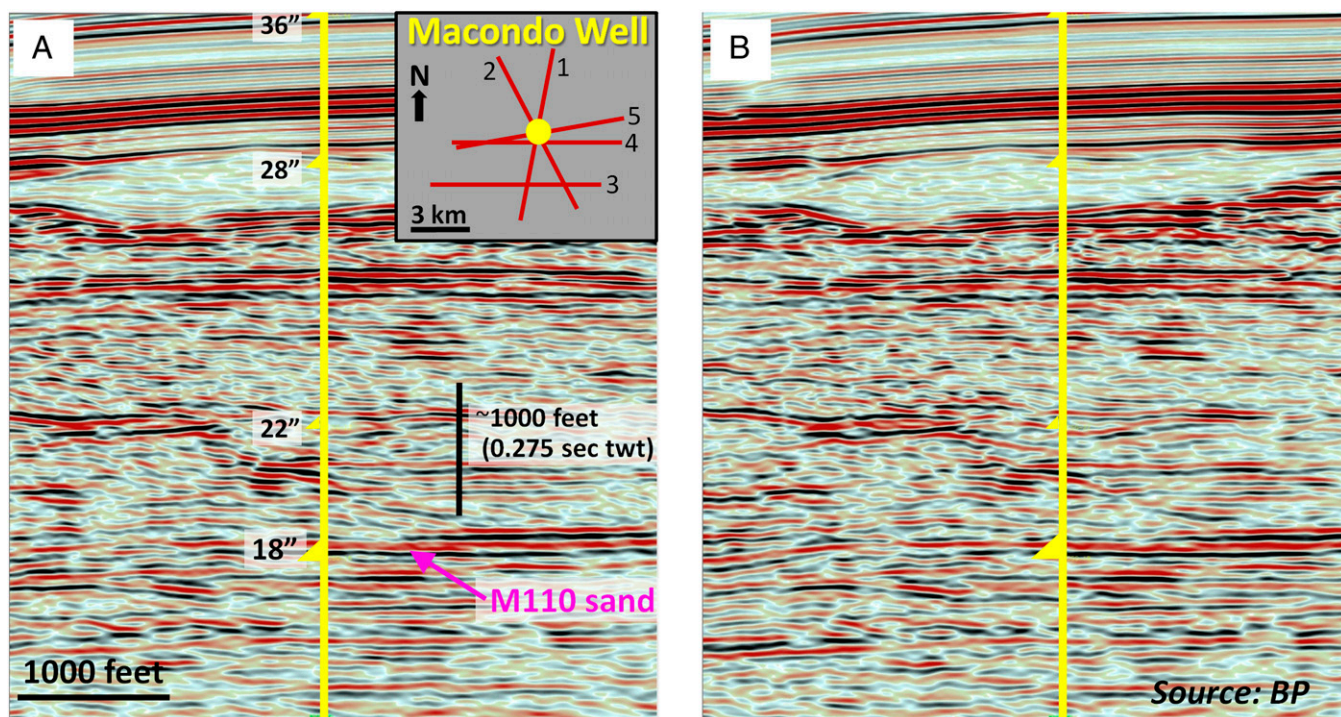 A
36”
Macondo Well
N
2
1
5
4
3
3 km
28”
22”
~1000 feet
(0.275 sec twt)
18”
M110 sand
1000 feet
B
Source: BP